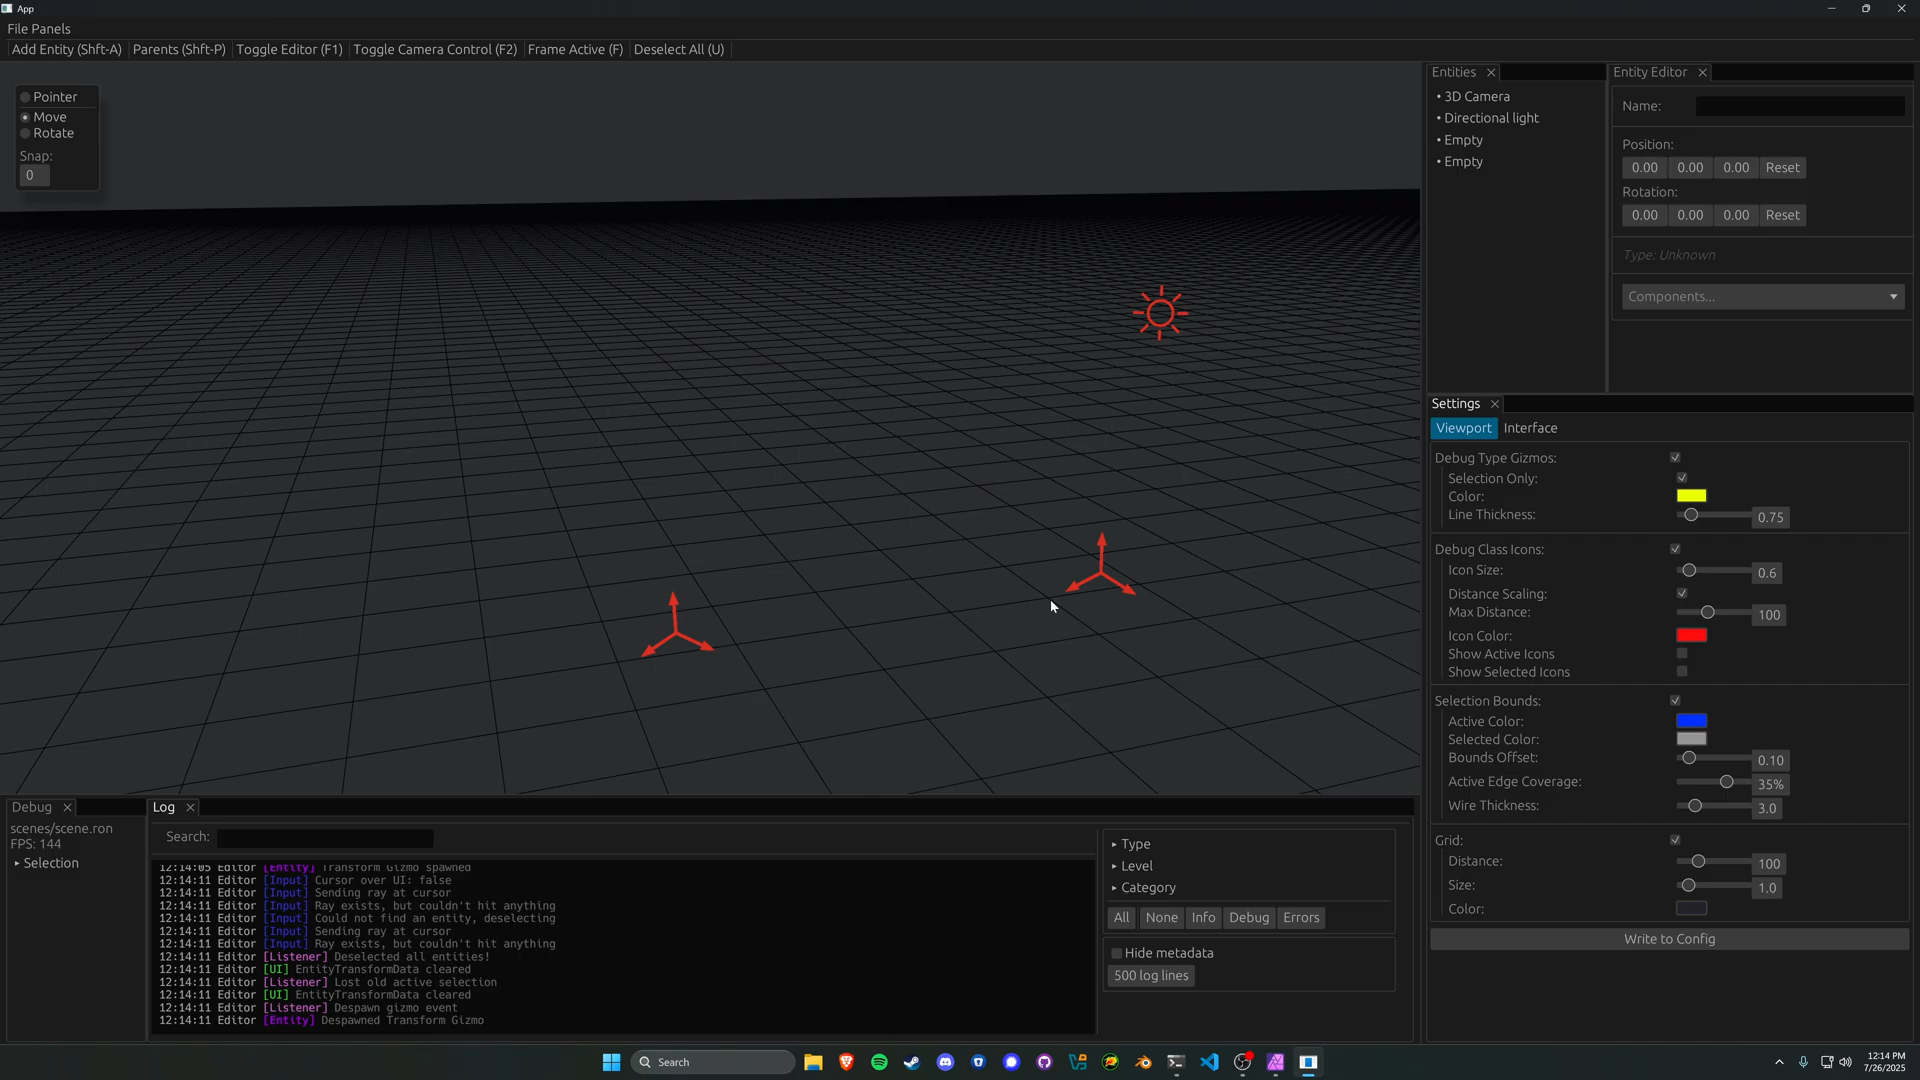 App
File Panels
Add Entity (Shft-A) Parents (Shft-P) Toggle Editor (F1) Toggle Camera Control (F2) Frame Active (F) Deselect All (U)
Pointer
Move
Rotate
Snap:
0
Entities
3D Camera
Directional light
Empty
Empty
Entity Editor
Name:
Position:
0.00 0.00 0.00 Reset
Rotation:
0.00 0.00 0.00 Reset
Type: Unknown
Components...
Settings
Viewport Interface
Debug Type Gizmos:
Selection Only:
Color:
Line Thickness: 0.75
Debug Class Icons:
Icon Size: 0.6
Distance Scaling:
Max Distance: 100
Icon Color:
Show Active Icons
Show Selected Icons
Selection Bounds:
Active Color:
Selected Color:
Bounds Offset: 0.10
Active Edge Coverage: 35%
Wire Thickness: 3.0
Grid:
Distance: 100
Size: 1.0
Color:
Write to Config
Debug
scenes/scene.ron
FPS: 144
Selection
Log
Search:
12:14:05 Editor [Entity] Transform Gizmo spawned
12:14:11 Editor [Input] Cursor over UI: false
12:14:11 Editor [Input] Sending ray at cursor
12:14:11 Editor [Input] Ray exists, but couldn't hit anything
12:14:11 Editor [Input] Could not find an entity, deselecting
12:14:11 Editor [Input] Sending ray at cursor
12:14:11 Editor [Input] Ray exists, but couldn't hit anything
12:14:11 Editor [Listener] Deselected all entities!
12:14:11 Editor [UI] EntityTransformData cleared
12:14:11 Editor [Listener] Lost old active selection
12:14:11 Editor [UI] EntityTransformData cleared
12:14:11 Editor [Listener] Despawn gizmo event
12:14:11 Editor [Entity] Despawned Transform Gizmo
Type
Level
Category
All None Info Debug Errors
Hide metadata
500 log lines
Search
12:14 PM
7/26/2025